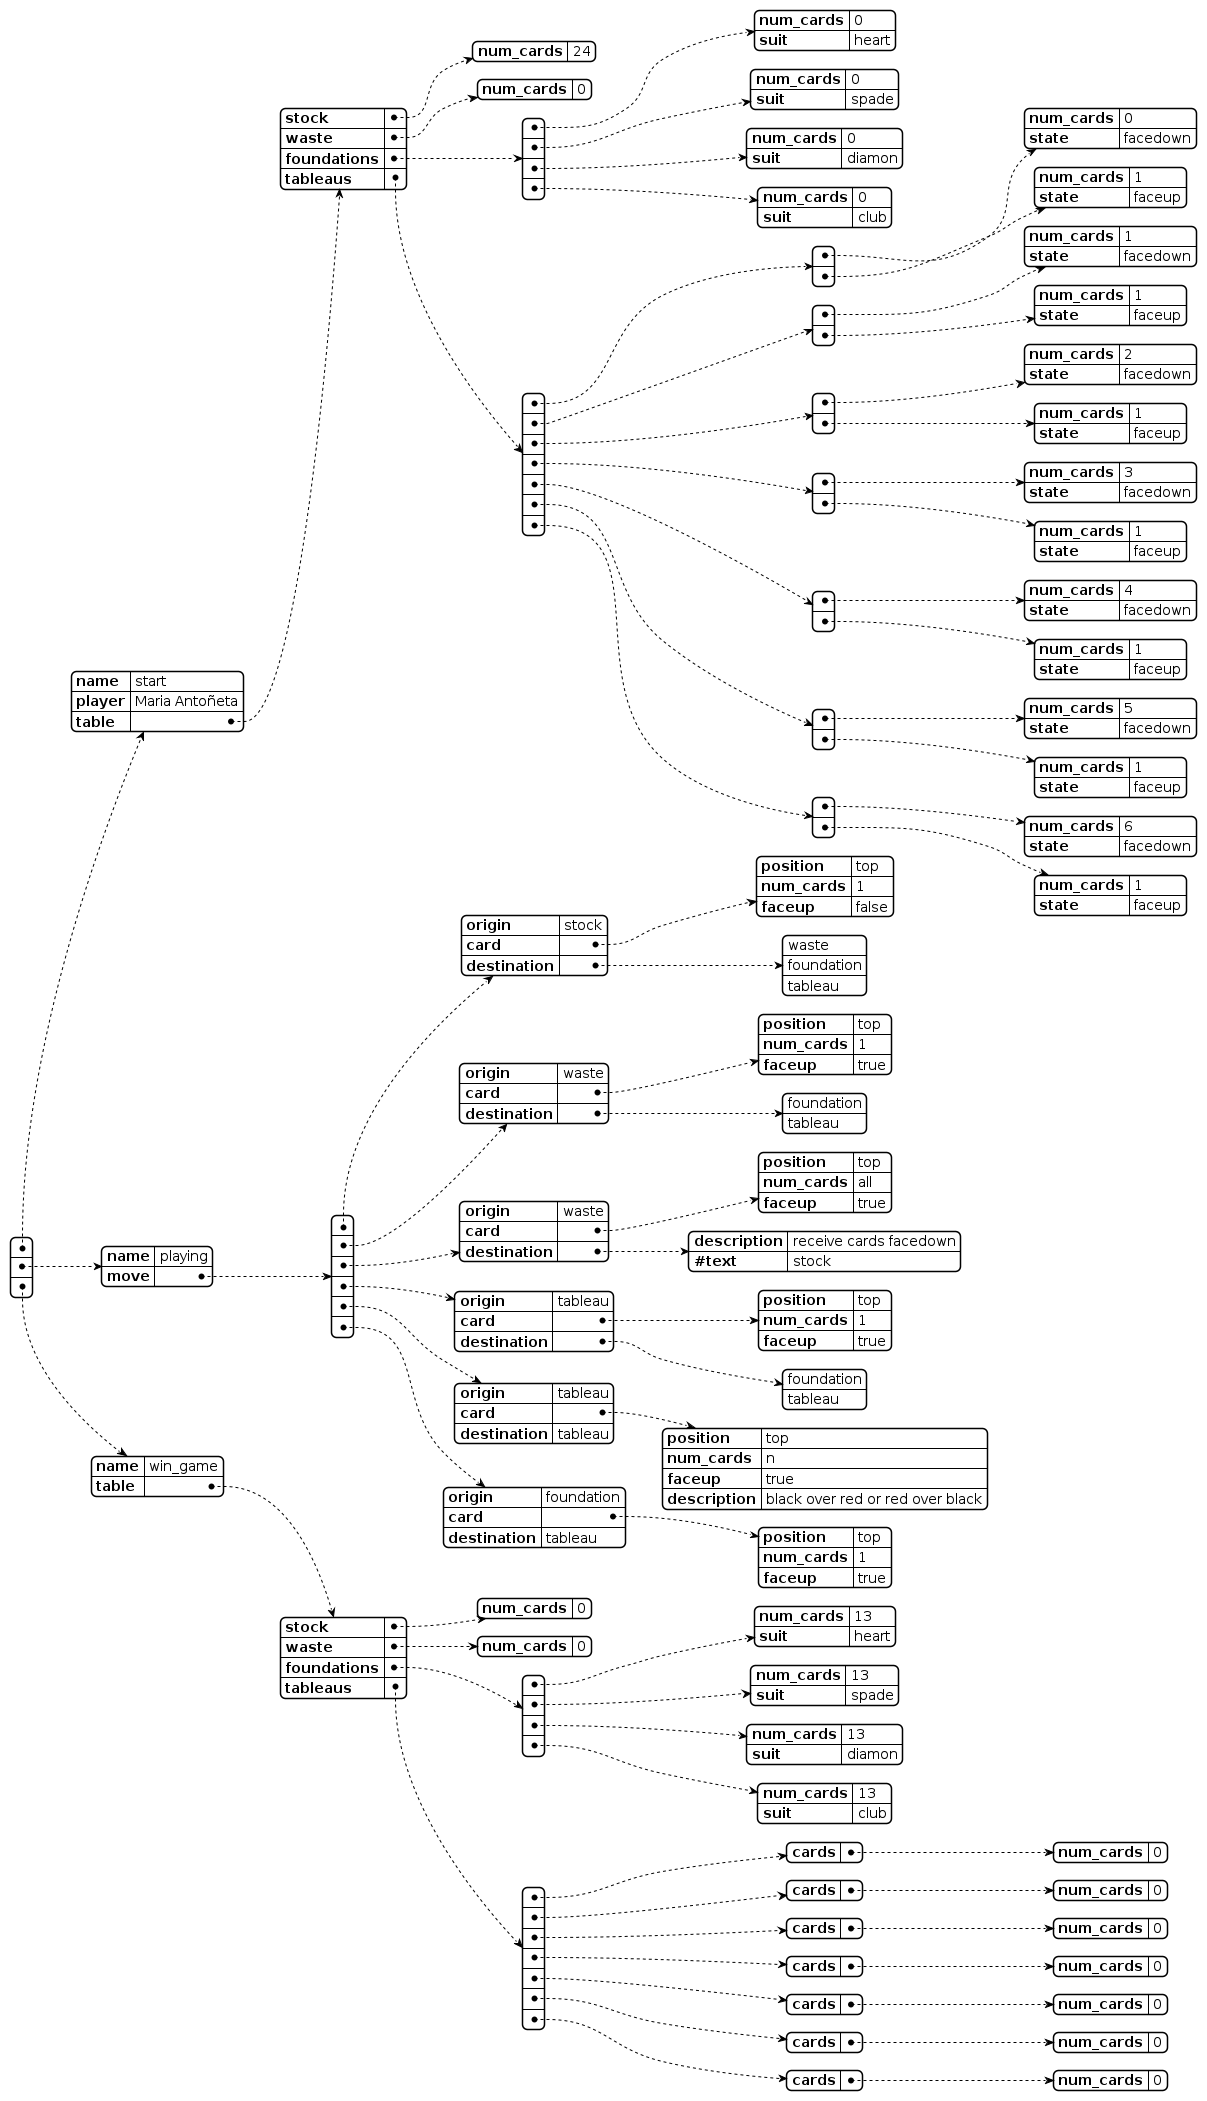 num_cards 0
suit heart
num_cards 24
num_cards 0
suit spade
num_cards 0
stock
waste
foundations
tableaus
num_cards 0
suit diamon
num_cards 0
suit club
num_cards 0
state facedown
num_cards 1
state faceup
num_cards 1
state facedown
num_cards 1
state faceup
num_cards 2
state facedown
num_cards 1
state faceup
num_cards 3
state facedown
num_cards 1
state faceup
num_cards 4
state facedown
num_cards 1
state faceup
name start
player Maria Antoñeta
table
num_cards 5
state facedown
num_cards 1
state faceup
num_cards 6
state facedown
num_cards 1
state faceup
position top
num_cards 1
faceup false
origin stock
card
destination
waste
foundation
tableau
position top
num_cards 1
faceup true
origin waste
card
destination
foundation
tableau
position top
num_cards all
faceup true
origin waste
card
destination
description receive cards facedown
#text stock
name playing
move
origin tableau
card
destination
position top
num_cards 1
faceup true
foundation
tableau
origin tableau
card
destination tableau
position top
num_cards n
faceup true
description black over red or red over black
name win_game
table
origin foundation
card
destination tableau
position top
num_cards 1
faceup true
stock
waste
foundations
tableaus
num_cards 0
num_cards 0
num_cards 13
suit heart
num_cards 13
suit spade
num_cards 13
suit diamon
num_cards 13
suit club
cards
num_cards 0
cards
num_cards 0
cards
num_cards 0
cards
num_cards 0
cards
num_cards 0
cards
num_cards 0
cards
num_cards 0